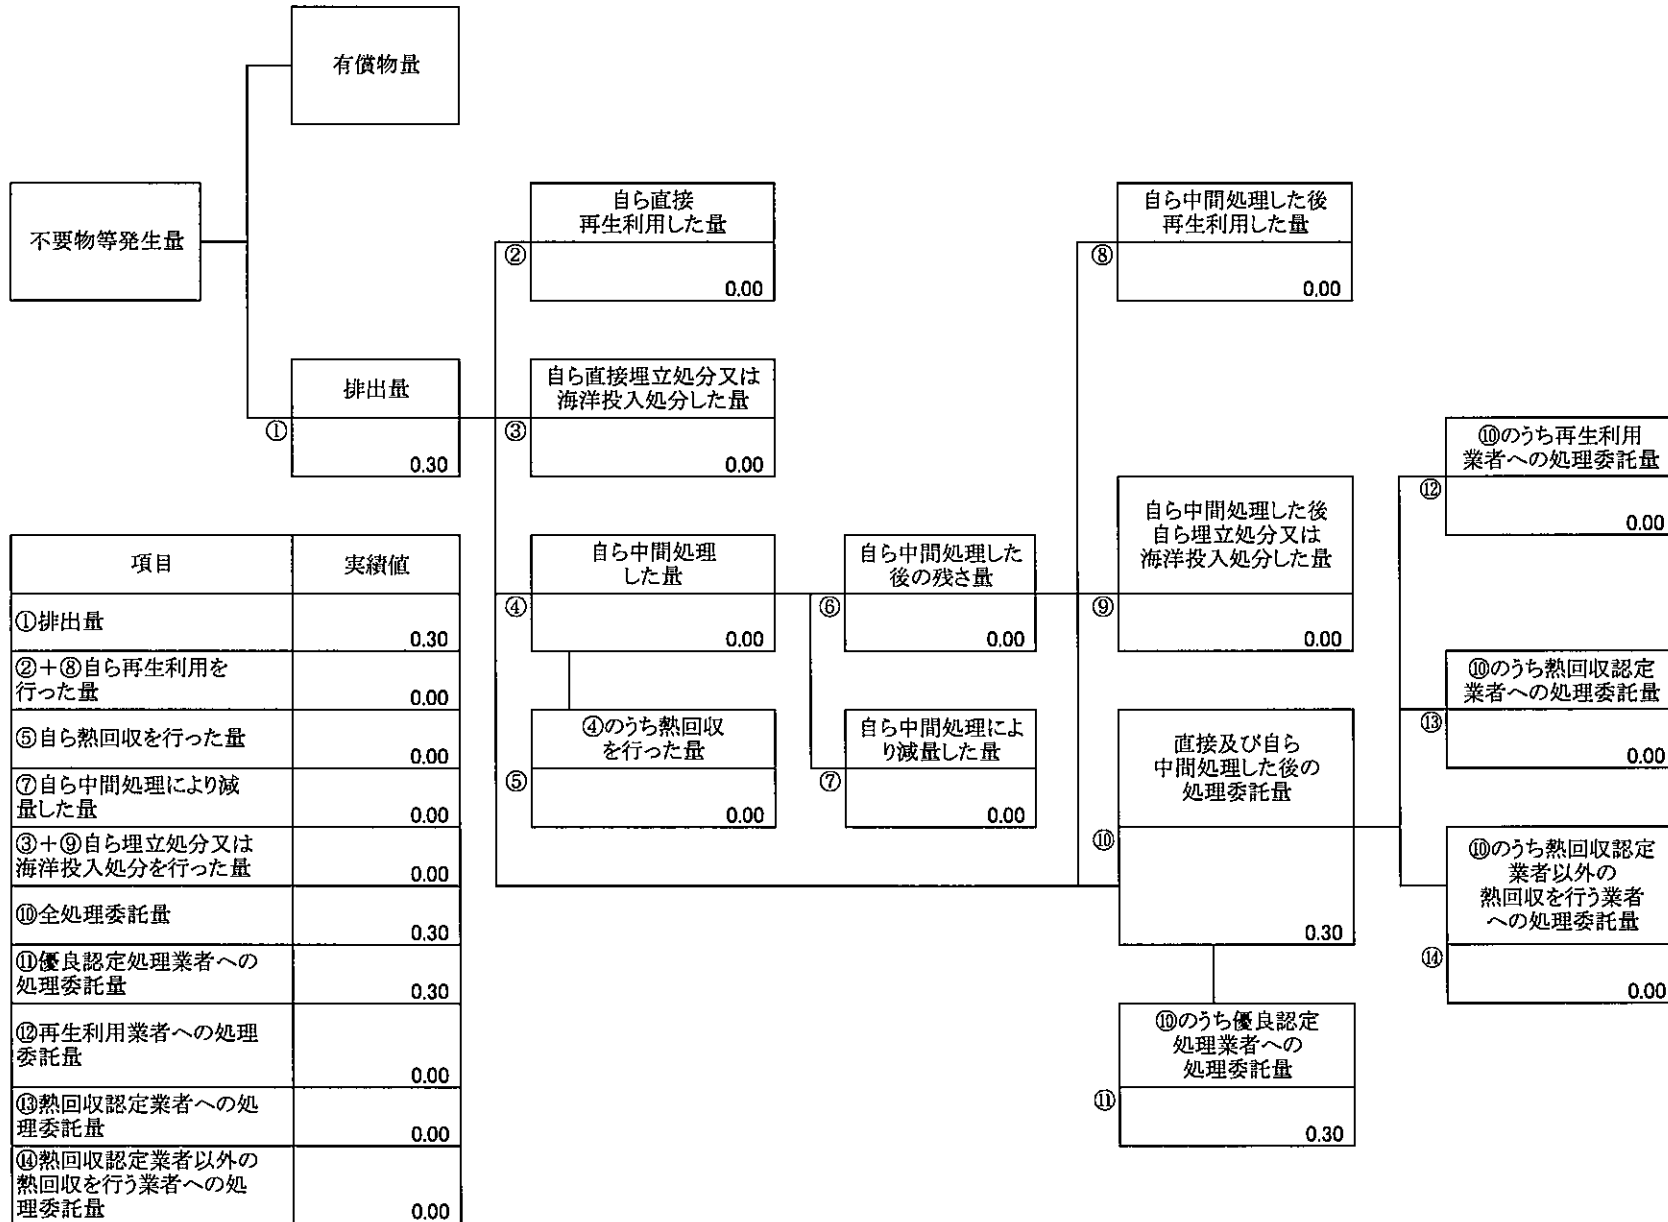 有償物量
不要物等発生量
自ら直接
再生利用した量
②
0.00
自ら中間処理した後
再生利用した量
⑧
0.00
排出量
①
0.30
自ら直接埋立処分又は
海洋投入処分した量
③
0.00
⑩のうち再生利用
業者への処理委託量
⑫
0.00
自ら中間処理
した量
④
0.00
自ら中間処理した
後の残さ量
⑥
0.00
自ら中間処理した後
自ら埋立処分又は
海洋投入処分した量
⑨
0.00
⑩のうち熱回収認定
業者への処理委託量
⑬
0.00
④のうち熱回収
を行った量
⑤
0.00
自ら中間処理によ
り減量した量
⑦
0.00
直接及び自ら
中間処理した後の
処理委託量
⑩
0.30
⑩のうち熱回収認定
業者以外の
熱回収を行う業者
への処理委託量
⑭
0.00
⑩のうち優良認定
処理業者への
処理委託量
⑪
0.30
項目 実績値
①排出量 0.30
②+⑧自ら再生利用を
行った量 0.00
⑤自ら熱回収を行った量 0.00
⑦自ら中間処理により減
量した量 0.00
③+⑨自ら埋立処分又は
海洋投入処分を行った量 0.00
⑩全処理委託量 0.30
⑪優良認定処理業者への
処理委託量 0.30
⑫再生利用業者への処理
委託量 0.00
⑬熱回収認定業者への処
理委託量 0.00
⑭熱回収認定業者以外の
熱回収を行う業者への処
理委託量 0.00